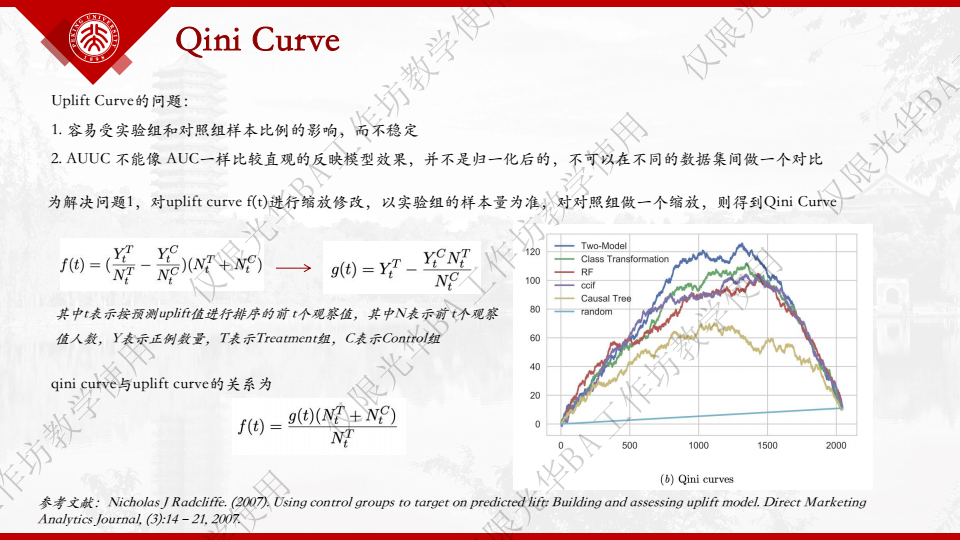 PEKING UNIVERSITY
1898
Qini Curve
Uplift Curve的问题：
1. 容易受实验组和对照组样本比例的影响，而不稳定
2. AUUC 不能像 AUC一样比较直观的反映模型效果，并不是归一化后的，不可以在不同的数据集间做一个对比
为解决问题1，对uplift curve f(t)进行缩放修改，以实验组的样本量为准，对对照组做一个缩放，则得到Qini Curve
f(t) = (Y_t^T / N_t^T − Y_t^C / N_t^C)(N_t^T + N_t^C)
g(t) = Y_t^T − Y_t^C N_t^T / N_t^C
其中t表示按预测uplift值进行排序的前t个观察值，其中N表示前t个观察
值人数，Y表示正例数量，T表示Treatment组，C表示Control组
qini curve与uplift curve的关系为
f(t) = g(t)(N_t^T + N_t^C) / N_t^T
Two-Model
Class Transformation
RF
ccif
Causal Tree
random
120
100
80
60
40
20
0
0 500 1000 1500 2000
(b) Qini curves
参考文献：Nicholas J Radcliffe. (2007). Using control groups to target on predicted lift: Building and assessing uplift model. Direct Marketing
Analytics Journal, (3):14 – 21, 2007.
仅限光华BA工作坊教学使用